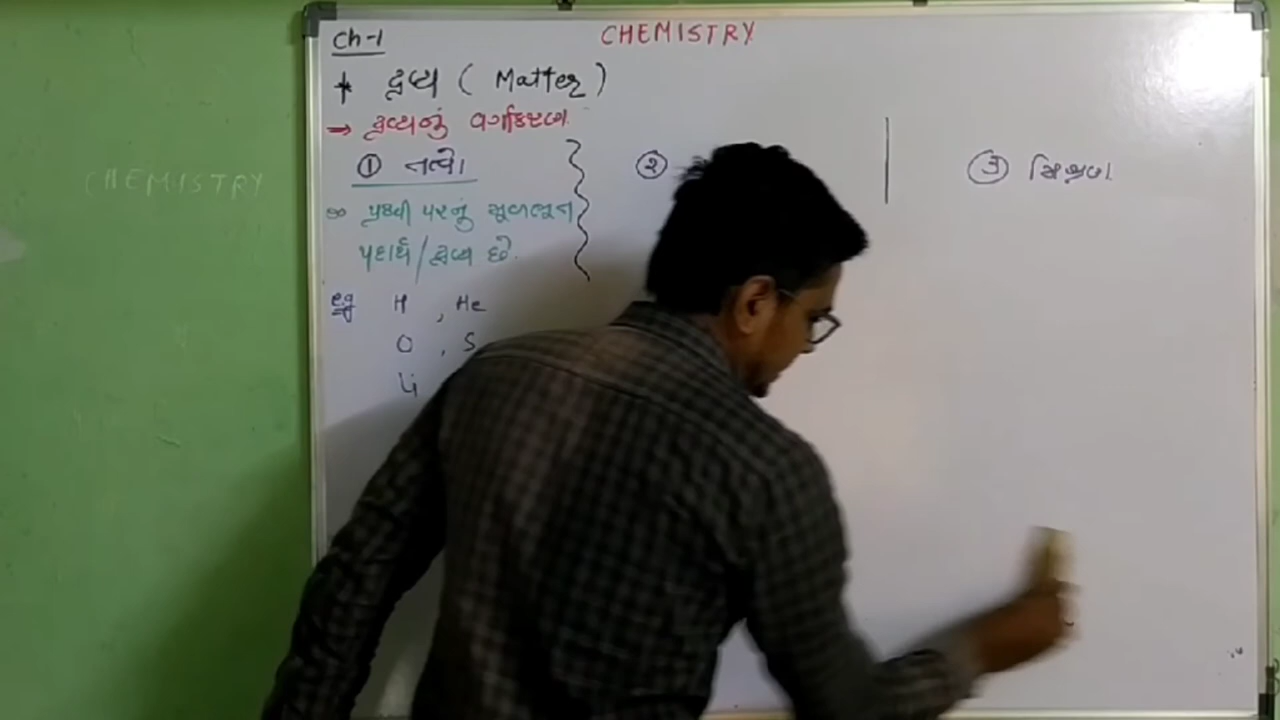 Ch-1
CHEMISTRY
* દ્રવ્ય ( Matter )
→ દ્રવ્યનું વર્ગીકરણ
① તત્વો
②
③ મિશ્રણ
પૃથ્વી પરનું મૂળભૂત
પદાર્થ/દ્રવ્ય છે.
e.g H , He
O , S
Li
CHEMISTRY